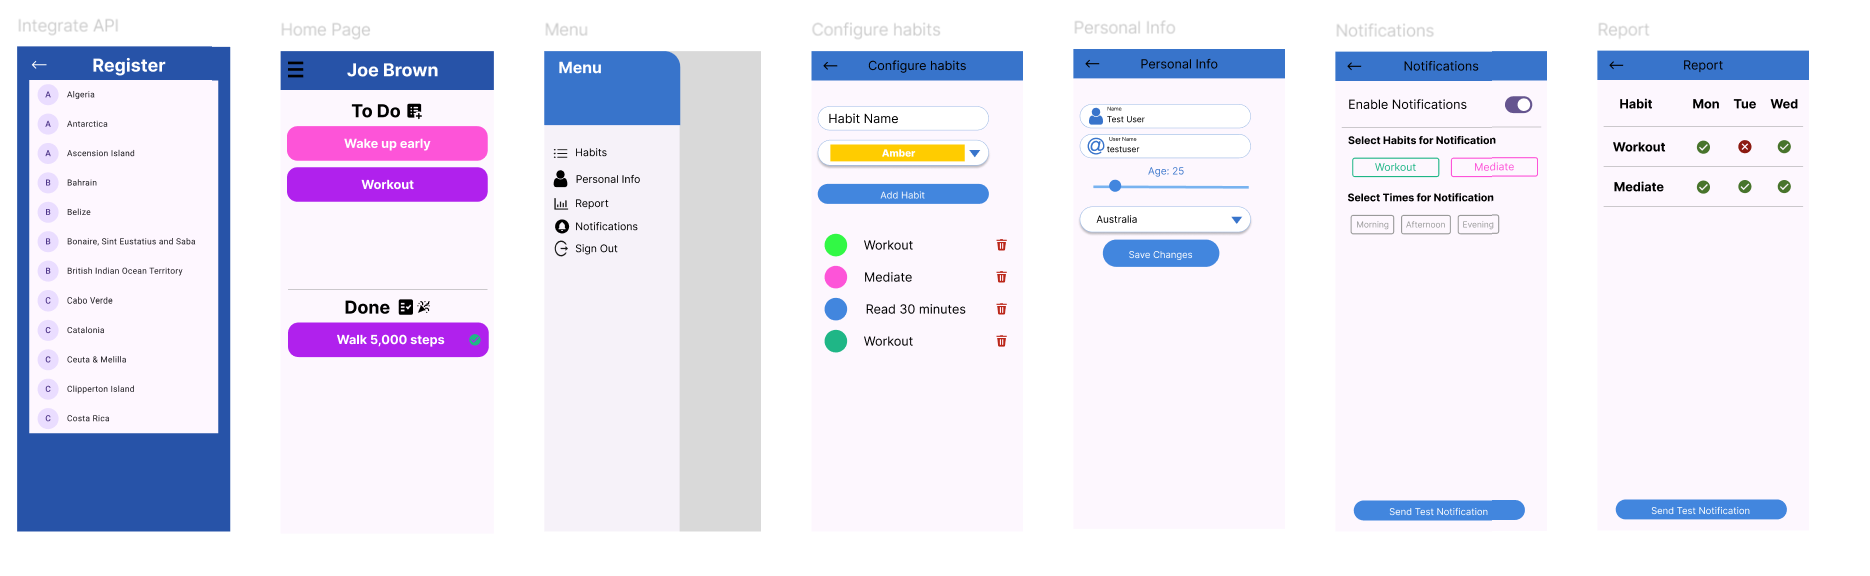 Integrate API
Register
A Algeria
A Antarctica
A Ascension Island
B Bahrain
B Belize
B Bonaire, Sint Eustatius and Saba
B British Indian Ocean Territory
C Cabo Verde
C Catalonia
C Ceuta & Melilla
C Clipperton Island
C Costa Rica
Home Page
Joe Brown
To Do
Wake up early
Workout
Done
Walk 5,000 steps
Menu
Menu
Habits
Personal Info
Report
Notifications
Sign Out
Configure habits
Configure habits
Habit Name
Amber
Add Habit
Workout
Mediate
Read 30 minutes
Workout
Personal Info
Personal Info
Name
Test User
User Name
@ testuser
Age: 25
Australia
Save Changes
Notifications
Notifications
Enable Notifications
Select Habits for Notification
Workout Mediate
Select Times for Notification
Morning Afternoon Evening
Send Test Notification
Report
Report
Habit Mon Tue Wed
Workout
Mediate
Send Test Notification